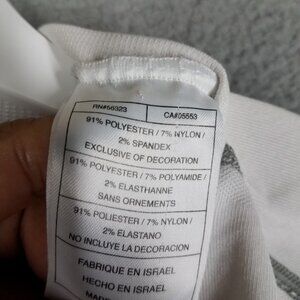 RN#56323 CA#05553
91% POLYESTER / 7% NYLON /
2% SPANDEX
EXCLUSIVE OF DECORATION
91% POLYESTER / 7% POLYAMIDE /
2% ELASTHANNE
SANS ORNEMENTS
91% POLIESTER / 7% NYLON /
2% ELASTANO
NO INCLUYE LA DECORACION
FABRIQUE EN ISRAEL
HECHO EN ISRAEL